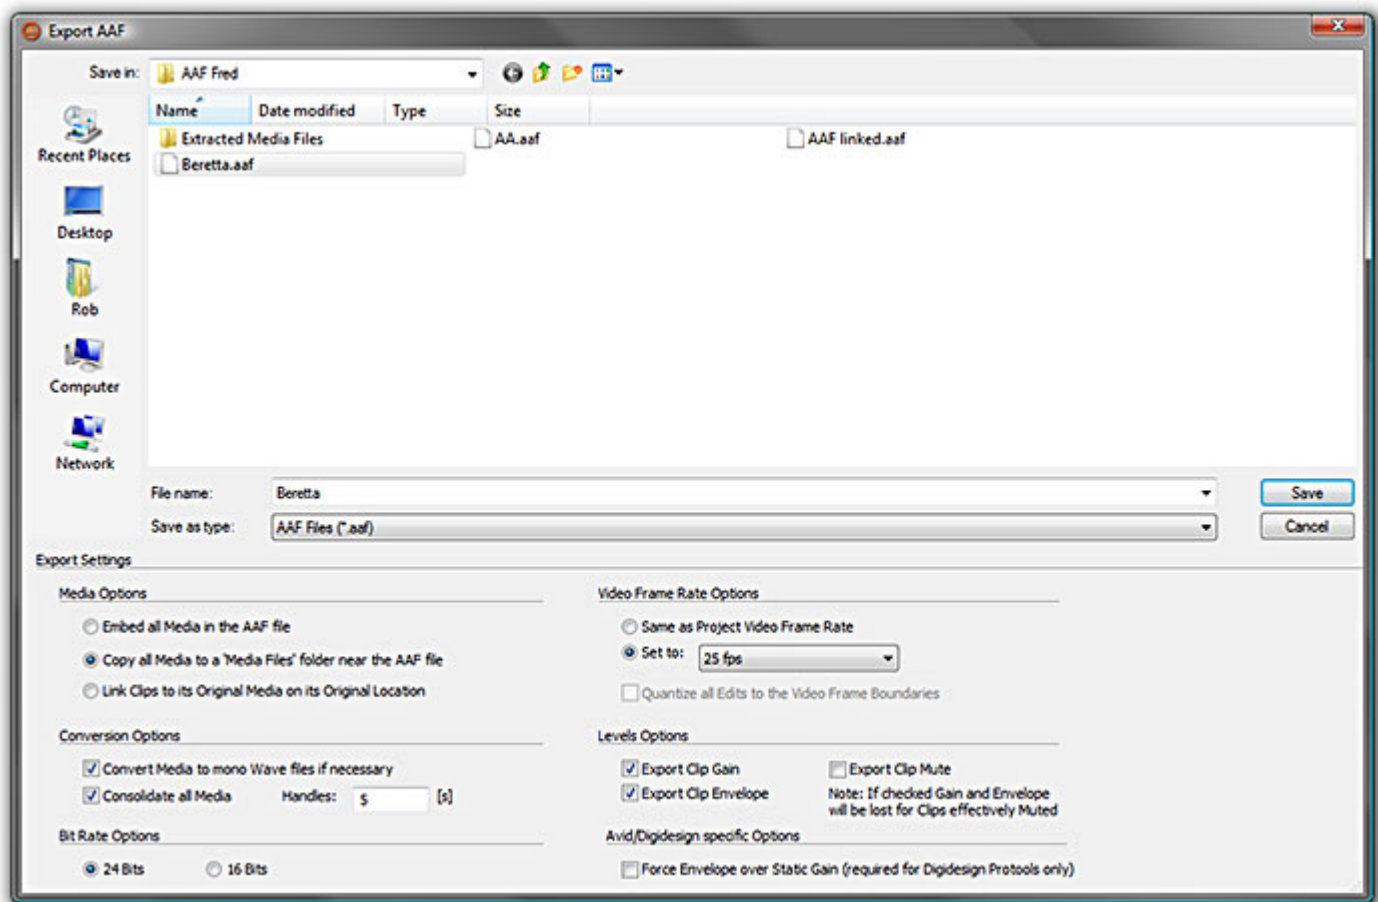 Export AAF
Save in: AAF Fred
Name Date modified Type Size
Extracted Media Files AA.aaf AAF linked.aaf
Beretta.aaf
Recent Places
Desktop
Rob
Computer
Network
File name: Beretta Save
Save as type: AAF Files (*.aaf) Cancel
Export Settings
Media Options
Embed all Media in the AAF file
Copy all Media to a 'Media Files' folder near the AAF file
Link Clips to its Original Media on its Original Location
Video Frame Rate Options
Same as Project Video Frame Rate
Set to: 25 fps
Quantize all Edits to the Video Frame Boundaries
Conversion Options
Convert Media to mono Wave files if necessary
Consolidate all Media Handles: 5 [s]
Levels Options
Export Clip Gain Export Clip Mute
Export Clip Envelope Note: If checked Gain and Envelope
will be lost for Clips effectively Muted
Bit Rate Options
24 Bits 16 Bits
Avid/Digidesign specific Options
Force Envelope over Static Gain (required for Digidesign Protools only)